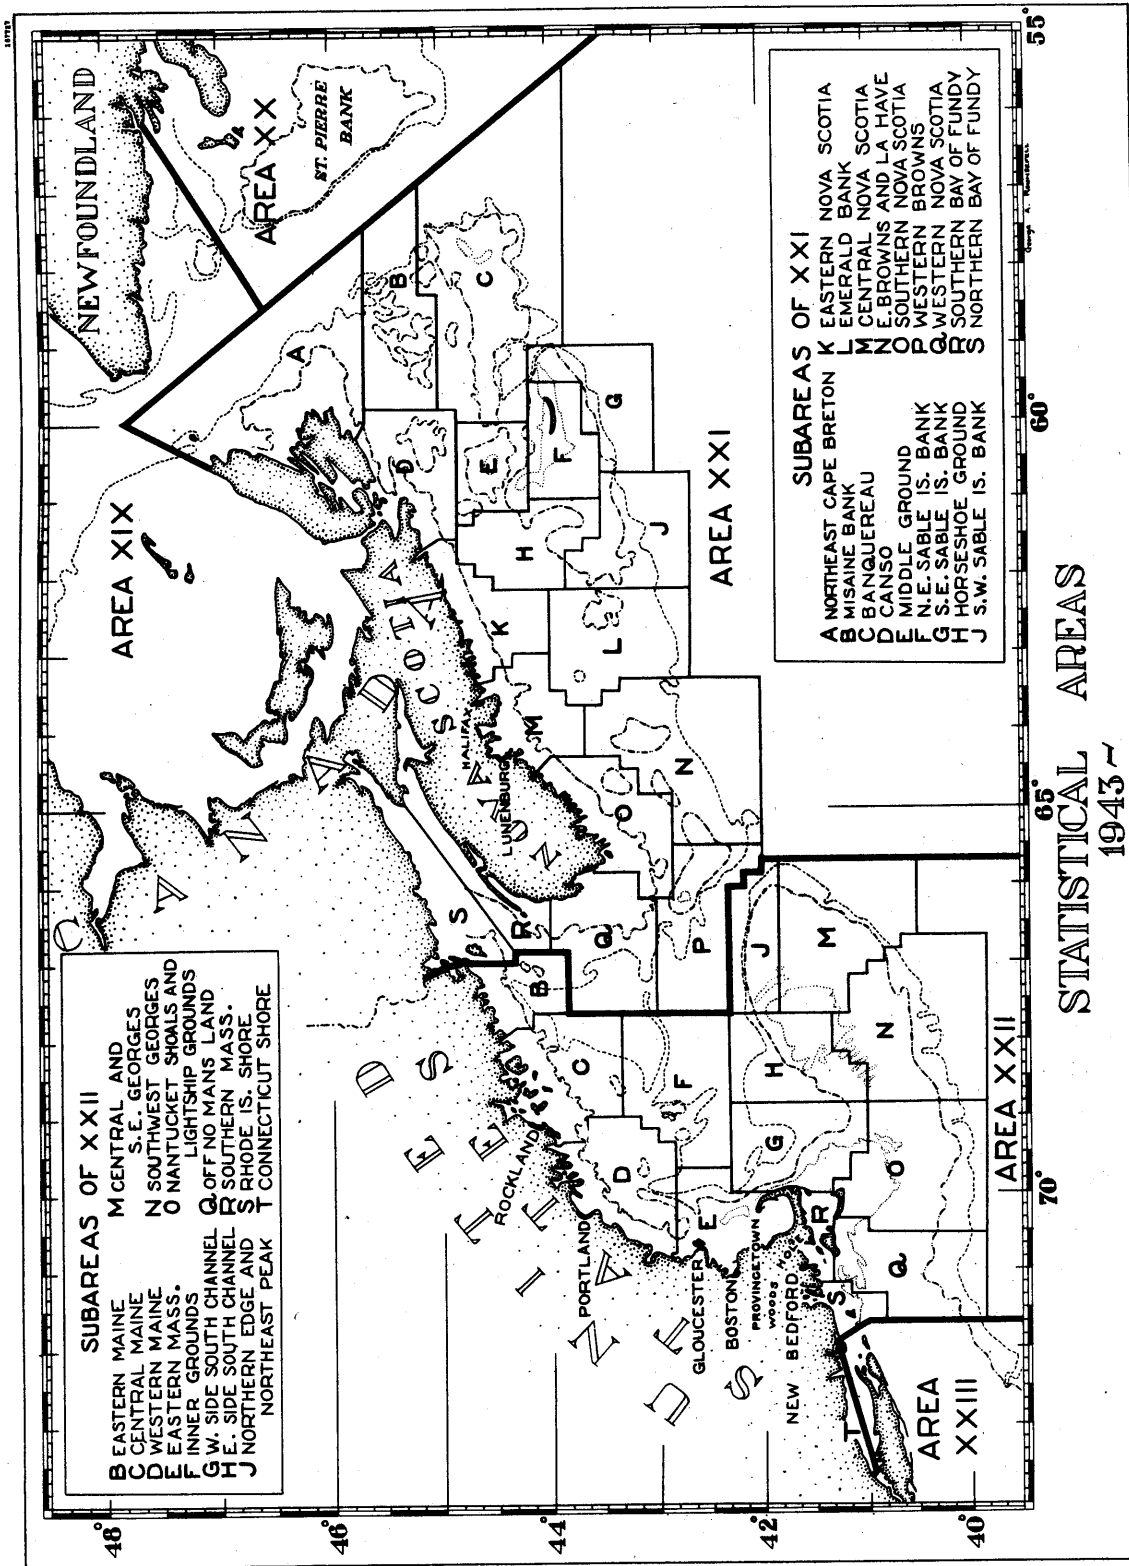 SUBAREAS OF XXII
B EASTERN MAINE
C CENTRAL MAINE
D WESTERN MAINE
E EASTERN MASS.
F INNER GROUNDS
G W. SIDE SOUTH CHANNEL
H E. SIDE SOUTH CHANNEL
J NORTHERN EDGE AND
NORTHEAST PEAK
M CENTRAL AND
S.E. GEORGES
N SOUTHWEST GEORGES
O NANTUCKET SHOALS AND
LIGHTSHIP GROUNDS
Q OFF NO MANS LAND
R SOUTHERN MASS.
S RHODE IS. SHORE
T CONNECTICUT SHORE
NEWFOUNDLAND
AREA XX
ST. PIERRE
BANK
AREA XIX
CANADA
NOVA SCOTIA
HALIFAX
LUNENBURG
UNITED STATES
ROCKLAND
PORTLAND
GLOUCESTER
BOSTON
PROVINGETOWN
WOODS HOLE
NEW BEDFORD
A
B
C
D
E
F
G
H
J
K
L
M
N
O
P
Q
R
S
AREA XXI
B
C
D
E
F
G
H
J
M
N
O
Q
R
S
T
AREA XXII
AREA
XXIII
SUBAREAS OF XXI
A NORTHEAST CAPE BRETON
B MISAINE BANK
C BANQUEREAU
D CANSO
E MIDDLE GROUND
F N.E. SABLE IS. BANK
G S.E. SABLE IS. BANK
H HORSESHOE GROUND
J S.W. SABLE IS. BANK
K EASTERN NOVA SCOTIA
L EMERALD BANK
M CENTRAL NOVA SCOTIA
N E. BROWNS AND LA HAVE
O SOUTHERN NOVA SCOTIA
P WESTERN BROWNS
Q WESTERN NOVA SCOTIA
R SOUTHERN BAY OF FUNDY
S NORTHERN BAY OF FUNDY
48°
46°
44°
42°
40°
70°
65°
60°
55°
STATISTICAL AREAS
1943~